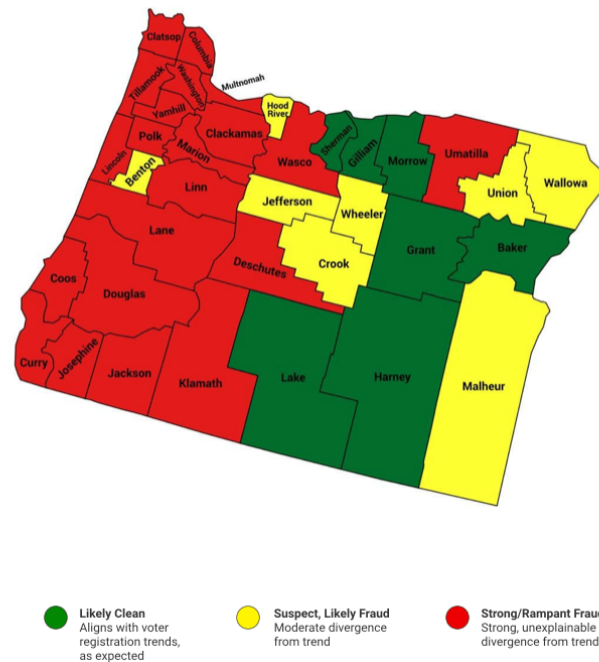 Clatsop
Columbia
Tillamook
Washington
Multnomah
Hood
River
Yamhill
Clackamas
Sherman
Gilliam
Morrow
Umatilla
Wallowa
Union
Polk
Marion
Wasco
Lincoln
Benton
Linn
Jefferson
Wheeler
Lane
Grant
Baker
Crook
Deschutes
Coos
Douglas
Curry
Josephine
Jackson
Klamath
Lake
Harney
Malheur
Likely Clean
Aligns with voter
registration trends,
as expected
Suspect, Likely Fraud
Moderate divergence
from trend
Strong/Rampant Frau
Strong, unexplainable
divergence from trend